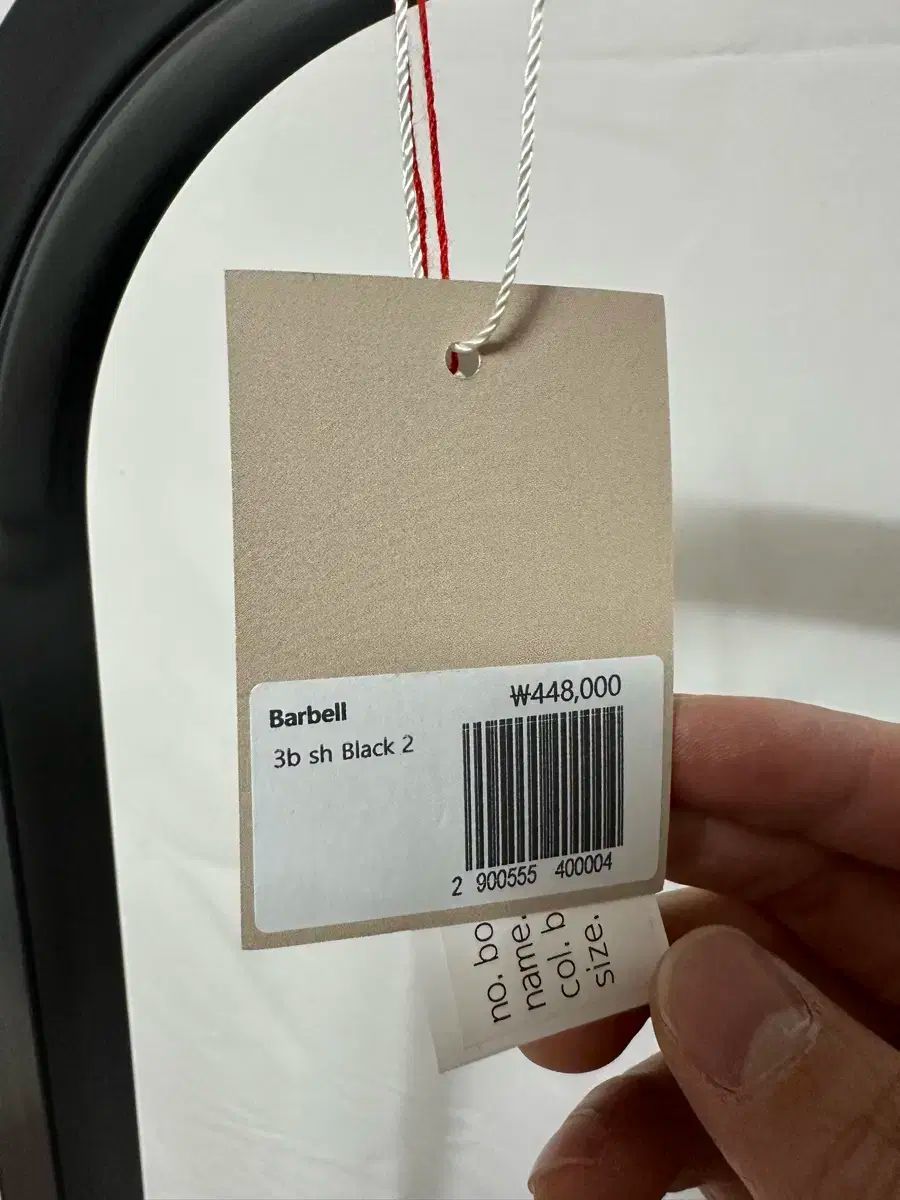 Barbell
₩448,000
3b sh Black 2
2 900555 400004
no. bo
name.
col. b
size.